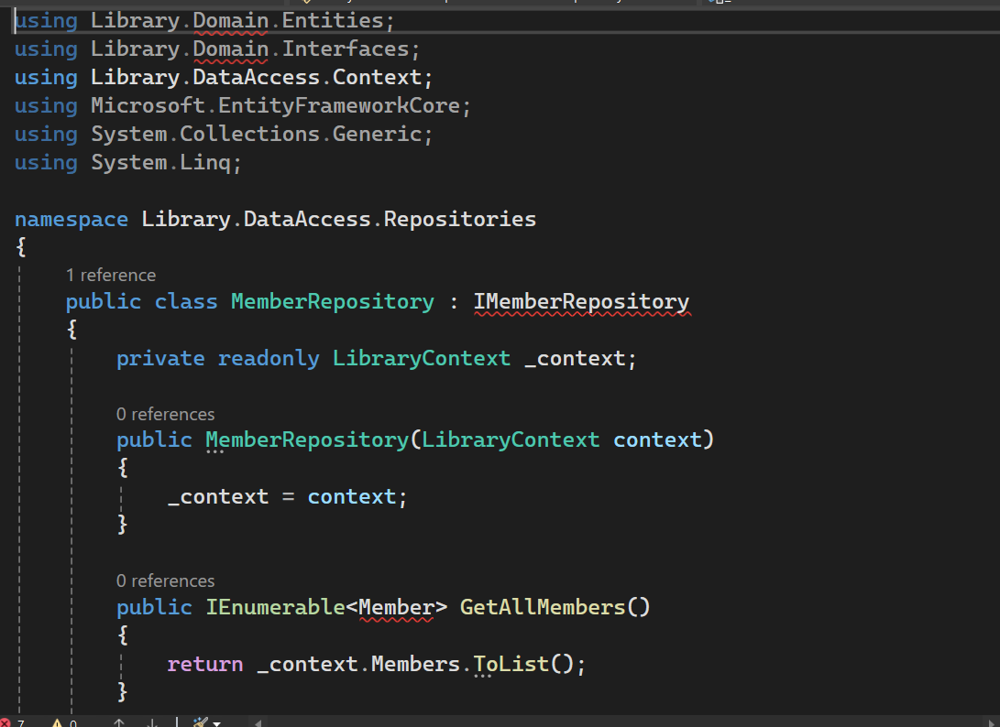 using Library.Domain.Entities;
using Library.Domain.Interfaces;
using Library.DataAccess.Context;
using Microsoft.EntityFrameworkCore;
using System.Collections.Generic;
using System.Linq;
namespace Library.DataAccess.Repositories
{
1 reference
public class MemberRepository : IMemberRepository
{
private readonly LibraryContext _context;
0 references
public MemberRepository(LibraryContext context)
{
_context = context;
}
0 references
public IEnumerable<Member> GetAllMembers()
{
return _context.Members.ToList();
}
7 0